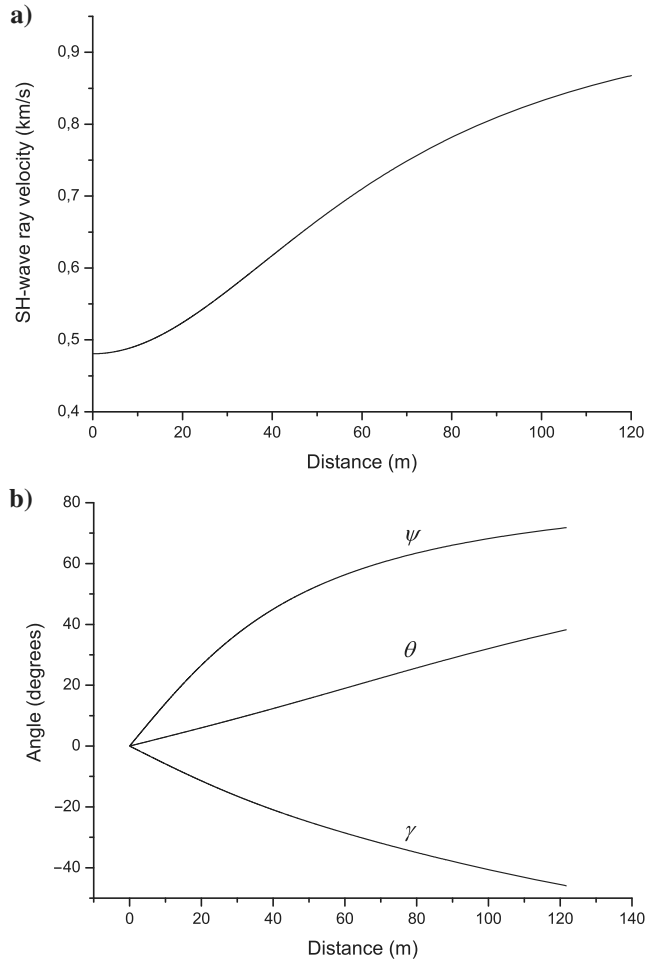 a)
SH-wave ray velocity (km/s)
0,9
0,8
0,7
0,6
0,5
0,4
0 20 40 60 80 100 120
Distance (m)
b)
Angle (degrees)
80
60
40
20
0
−20
−40
ψ
θ
γ
0 20 40 60 80 100 120 140
Distance (m)